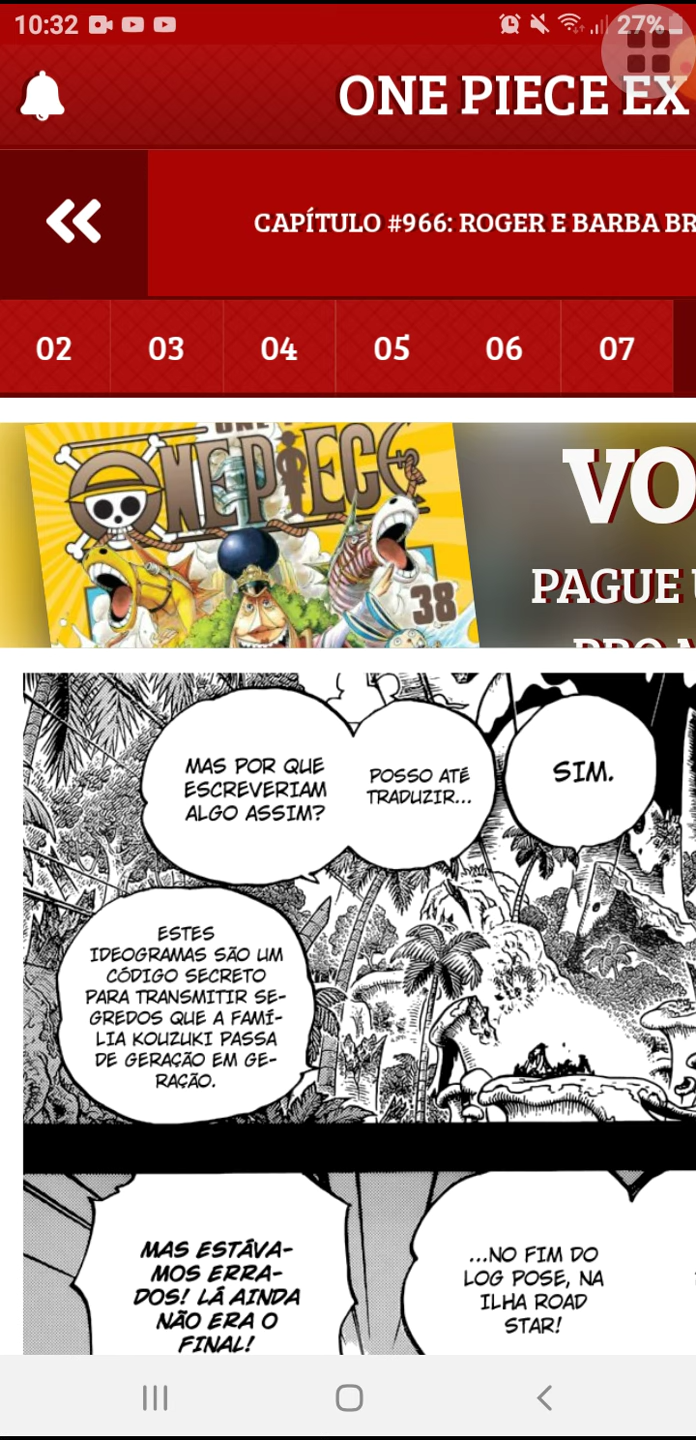 10:32
27%
ONE PIECE EX
CAPÍTULO #966: ROGER E BARBA BR
02 03 04 05 06 07
ONE PIECE
38
VO
PAGUE
SIM.
POSSO ATÉ
TRADUZIR...
MAS POR QUE
ESCREVERIAM
ALGO ASSIM?
ESTES
IDEOGRAMAS SÃO UM
CÓDIGO SECRETO
PARA TRANSMITIR SE-
GREDOS QUE A FAMÍ-
LIA KOUZUKI PASSA
DE GERAÇÃO EM GE-
RAÇÃO.
...NO FIM DO
LOG POSE, NA
ILHA ROAD
STAR!
MAS ESTÁVA-
MOS ERRA-
DOS! LÁ AINDA
NÃO ERA O
FINAL!